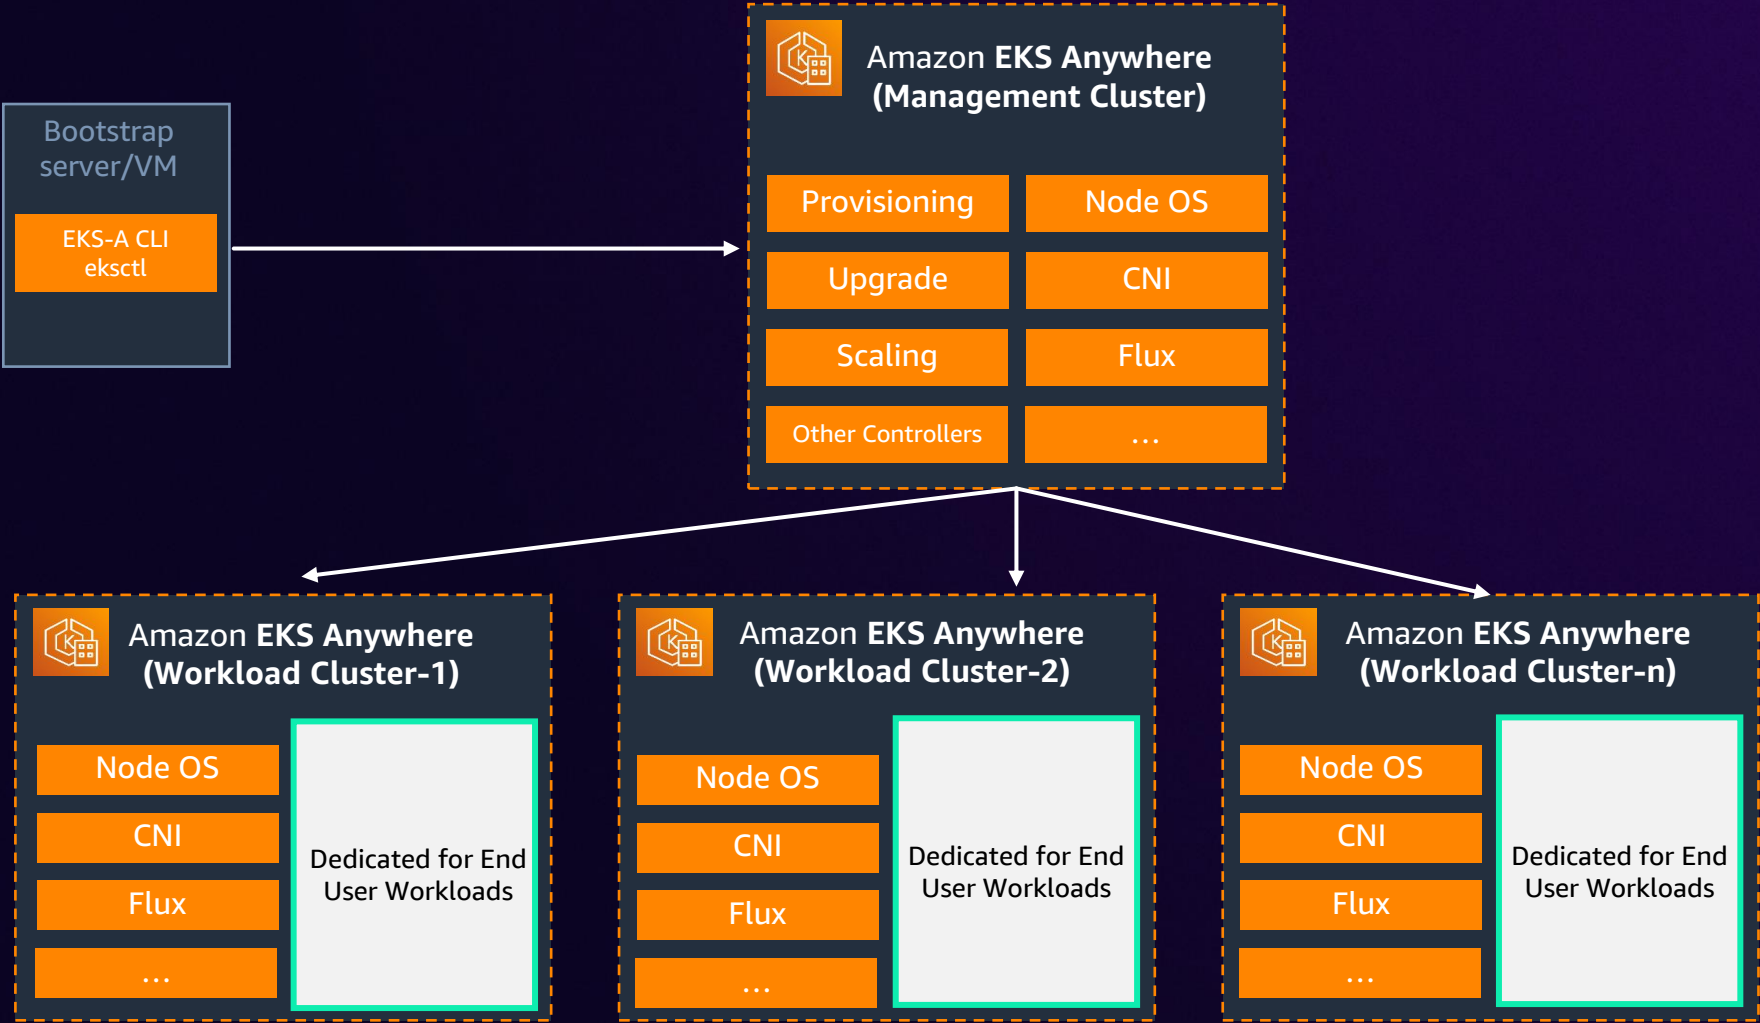 Amazon EKS Anywhere
(Management Cluster)
Bootstrap
server/VM
EKS-A CLI
eksctl
Provisioning
Node OS
Upgrade
CNI
Scaling
Flux
Other Controllers
...
Amazon EKS Anywhere
(Workload Cluster-1)
Node OS
CNI
Flux
...
Dedicated for End
User Workloads
Amazon EKS Anywhere
(Workload Cluster-2)
Node OS
CNI
Flux
...
Dedicated for End
User Workloads
Amazon EKS Anywhere
(Workload Cluster-n)
Node OS
CNI
Flux
...
Dedicated for End
User Workloads